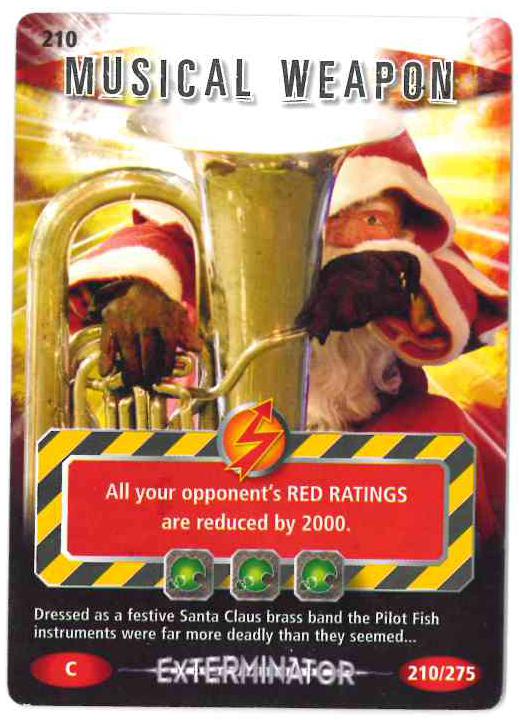 210
MUSICAL WEAPON
All your opponent's RED RATINGS
are reduced by 2000.
Dressed as a festive Santa Claus brass band the Pilot Fish
instruments were far more deadly than they seemed...
C
EXTERMINATOR
210/275